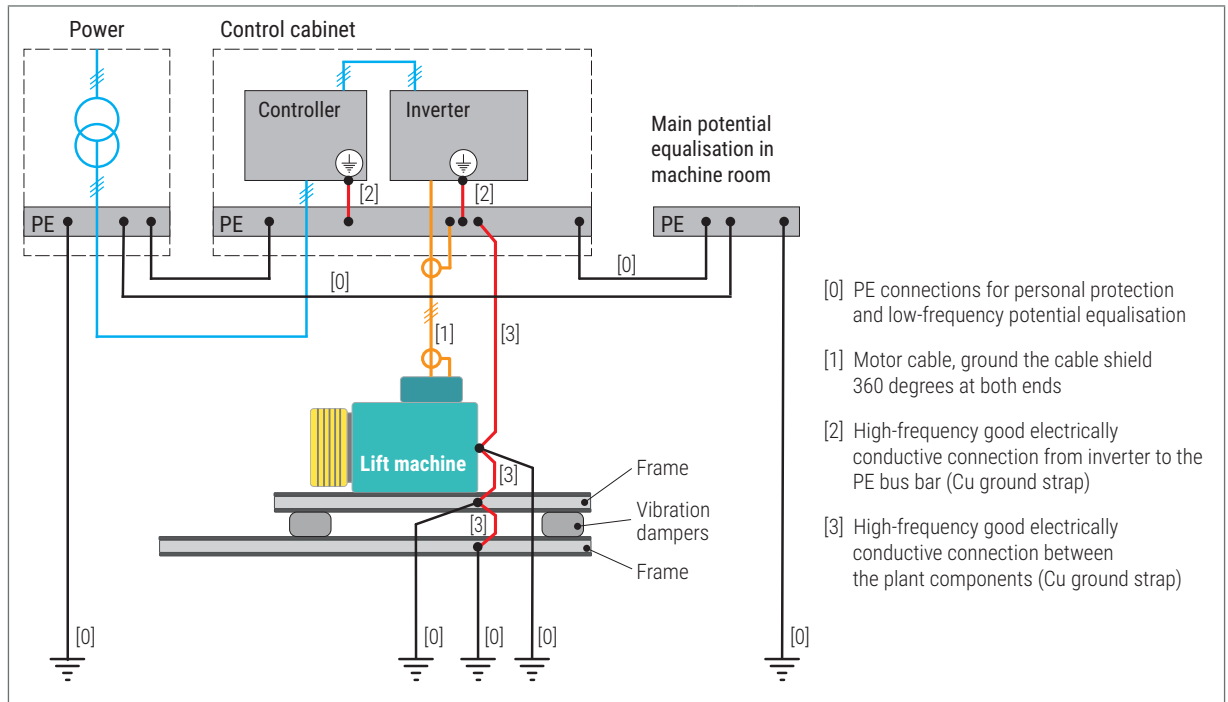 Power
Control cabinet
Controller
Inverter
Main potential
equalisation in
machine room
[2]
[2]
PE
PE
PE
[0]
[0]
[1]
[3]
Lift machine
[3]
[3]
Frame
Vibration
dampers
Frame
[0]
[0]
[0]
[0]
[0]
[0] PE connections for personal protection
and low-frequency potential equalisation
[1] Motor cable, ground the cable shield
360 degrees at both ends
[2] High-frequency good electrically
conductive connection from inverter to the
PE bus bar (Cu ground strap)
[3] High-frequency good electrically
conductive connection between
the plant components (Cu ground strap)